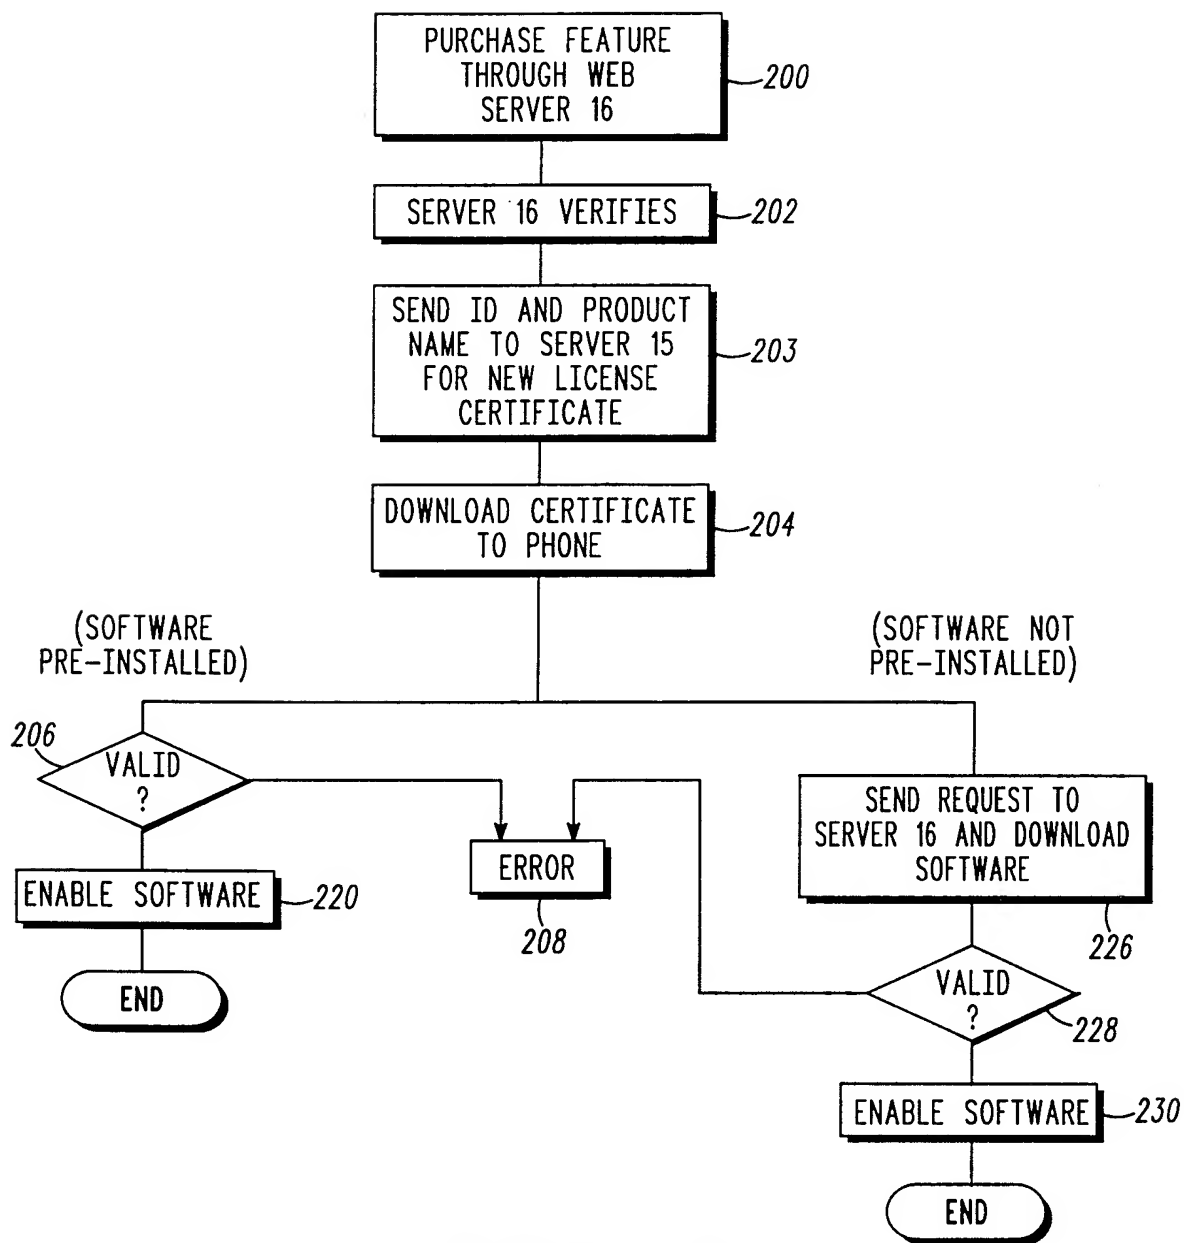 PURCHASE FEATURE
THROUGH WEB
SERVER 16
200
SERVER 16 VERIFIES
202
SEND ID AND PRODUCT
NAME TO SERVER 15
FOR NEW LICENSE
CERTIFICATE
203
DOWNLOAD CERTIFICATE
TO PHONE
204
(SOFTWARE
PRE-INSTALLED)
(SOFTWARE NOT
PRE-INSTALLED)
206
VALID
?
SEND REQUEST TO
SERVER 16 AND DOWNLOAD
SOFTWARE
226
ERROR
208
ENABLE SOFTWARE
220
END
VALID
?
228
ENABLE SOFTWARE
230
END